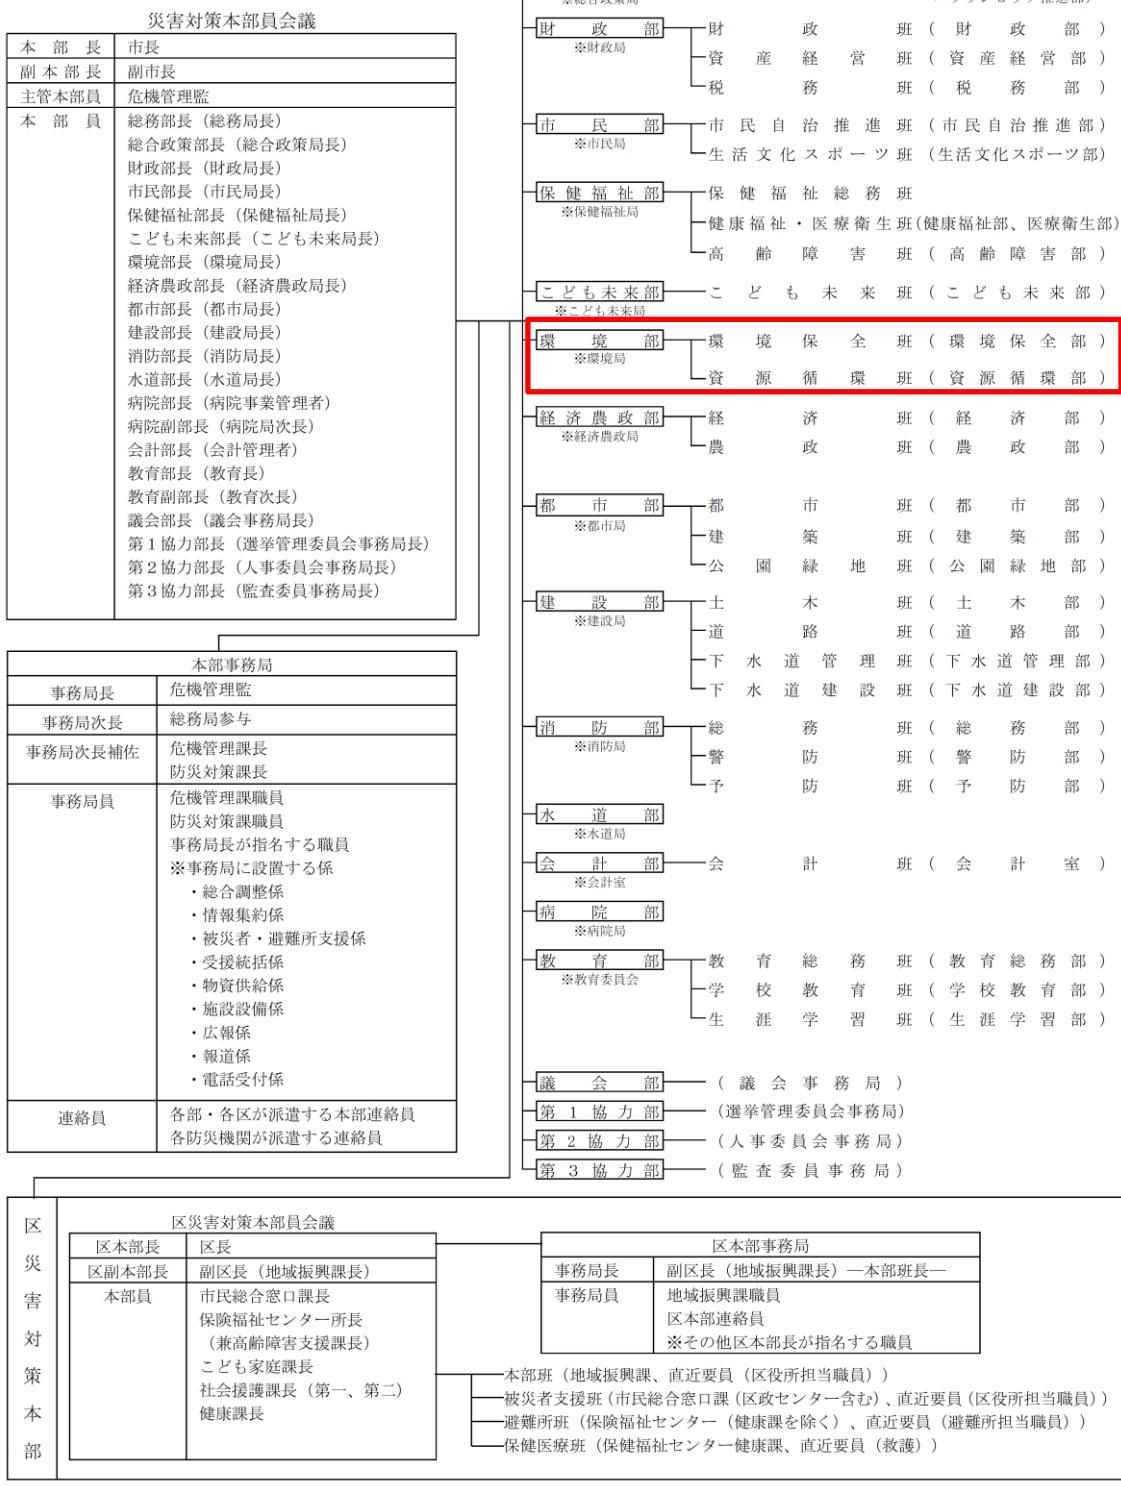 災害対策本部員会議
本部長 市長
副本部長 副市長
主管本部員 危機管理監
本部員 総務部長（総務局長）
総合政策部長（総合政策局長）
財政部長（財政局長）
市民部長（市民局長）
保健福祉部長（保健福祉局長）
こども未来部長（こども未来局長）
環境部長（環境局長）
経済農政部長（経済農政局長）
都市部長（都市局長）
建設部長（建設局長）
消防部長（消防局長）
水道部長（水道局長）
病院部長（病院事業管理者）
病院副部長（病院局次長）
会計部長（会計管理者）
教育部長（教育長）
教育副部長（教育次長）
議会部長（議会事務局長）
第１協力部長（選挙管理委員会事務局長）
第２協力部長（人事委員会事務局長）
第３協力部長（監査委員事務局長）
本部事務局
事務局長 危機管理監
事務局次長 総務局参与
事務局次長補佐 危機管理課長
防災対策課長
事務局員 危機管理課職員
防災対策課職員
事務局長が指名する職員
※事務局に設置する係
・総合調整係
・情報集約係
・被災者・避難所支援係
・受援統括係
・物資供給係
・施設設備係
・広報係
・報道係
・電話受付係
連絡員 各部・各区が派遣する本部連絡員
各防災機関が派遣する連絡員
※総合政策局
財政部 財政班（財政部）
※財政局
資産経営班（資産経営部）
税務班（税務部）
市民部 市民自治推進班（市民自治推進部）
※市民局
生活文化スポーツ班（生活文化スポーツ部）
保健福祉部 保健福祉総務班
※保健福祉局
健康福祉・医療衛生班（健康福祉部、医療衛生部）
高齢障害班（高齢障害部）
こども未来部 こども未来班（こども未来部）
※こども未来局
環境部 環境保全班（環境保全部）
※環境局
資源循環班（資源循環部）
経済農政部 経済班（経済部）
※経済農政局
農政班（農政部）
都市部 都市班（都市部）
※都市局
建築班（建築部）
公園緑地班（公園緑地部）
建設部 土木班（土木部）
※建設局
道路班（道路部）
下水道管理班（下水道管理部）
下水道建設班（下水道建設部）
消防部 総務班（総務部）
※消防局
警防班（警防部）
予防班（予防部）
水道部
※水道局
会計部 会計班（会計室）
※会計室
病院部
※病院局
教育部 教育総務班（教育総務部）
※教育委員会
学校教育班（学校教育部）
生涯学習班（生涯学習部）
議会部 （議会事務局）
第１協力部 （選挙管理委員会事務局）
第２協力部 （人事委員会事務局）
第３協力部 （監査委員事務局）
区災害対策本部
区災害対策本部員会議
区本部長 区長
区副本部長 副区長（地域振興課長）
本部員 市民総合窓口課長
保険福祉センター所長
（兼高齢障害支援課長）
こども家庭課長
社会援護課長（第一、第二）
健康課長
区本部事務局
事務局長 副区長（地域振興課長）―本部班長―
事務局員 地域振興課職員
区本部連絡員
※その他区本部長が指名する職員
本部班（地域振興課、直近要員（区役所担当職員））
被災者支援班（市民総合窓口課（区政センター含む）、直近要員（区役所担当職員））
避難所班（保険福祉センター（健康課を除く）、直近要員（避難所担当職員））
保健医療班（保健福祉センター健康課、直近要員（救護））